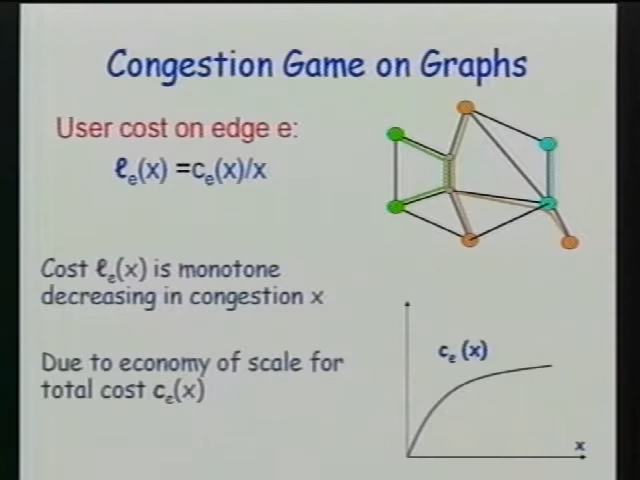 Congestion Game on Graphs
User cost on edge e:
ℓₑ(x) =cₑ(x)/x
Cost ℓₑ(x) is monotone
decreasing in congestion x
Due to economy of scale for
total cost cₑ(x)
cₑ (x)
x